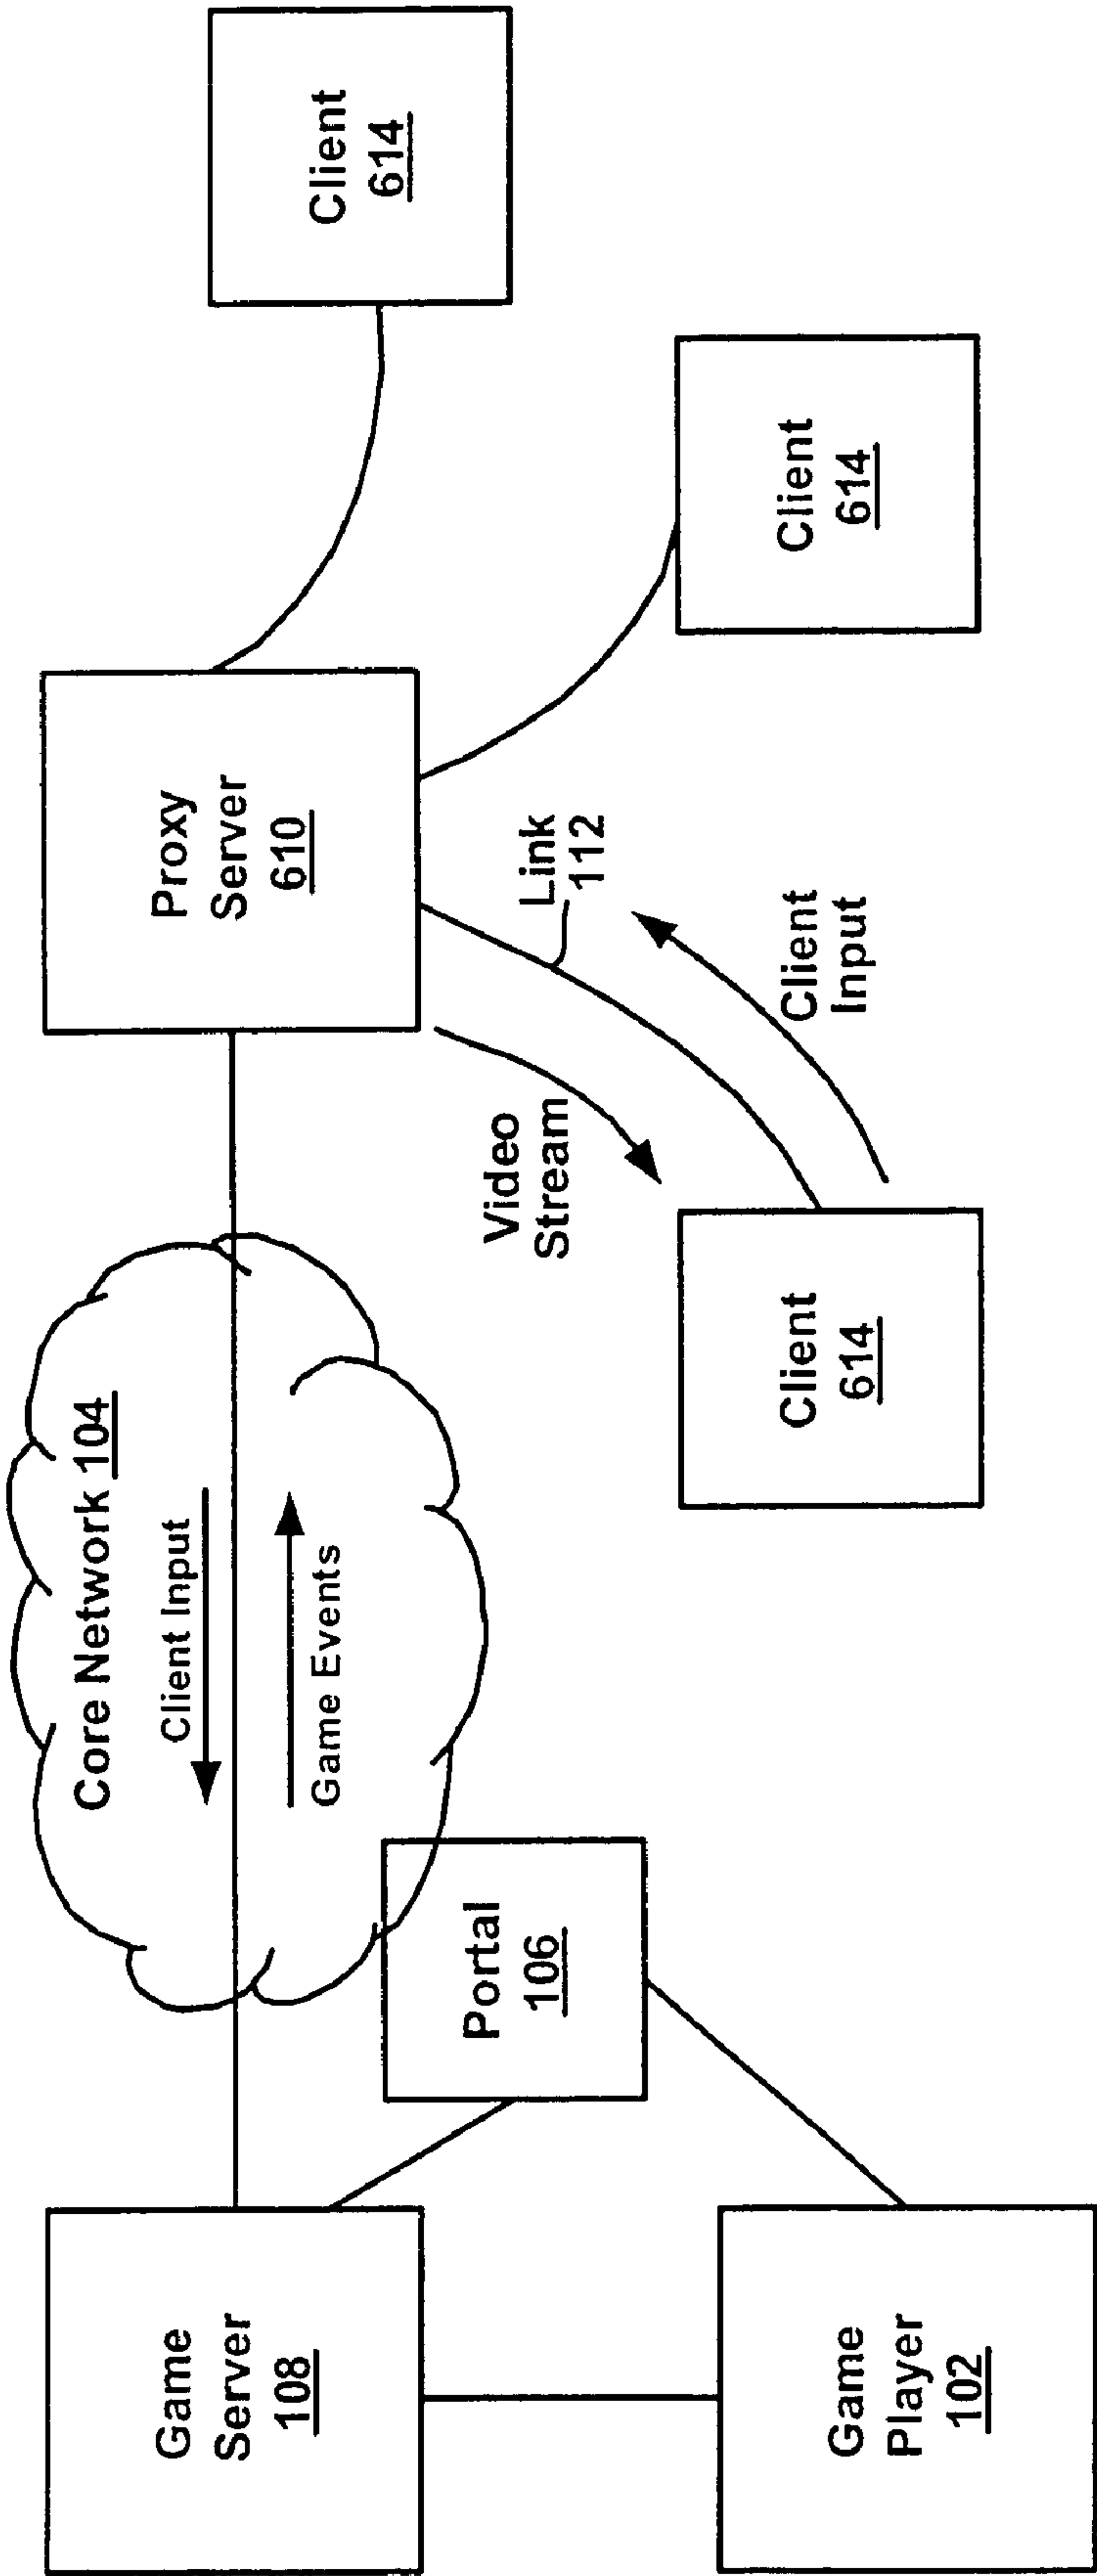 Core Network 104
Client Input
Game Events
Game
Server
108
Portal
106
Game
Player
102
Proxy
Server
610
Video
Stream
Link
112
Client
Input
Client
614
Client
614
Client
614